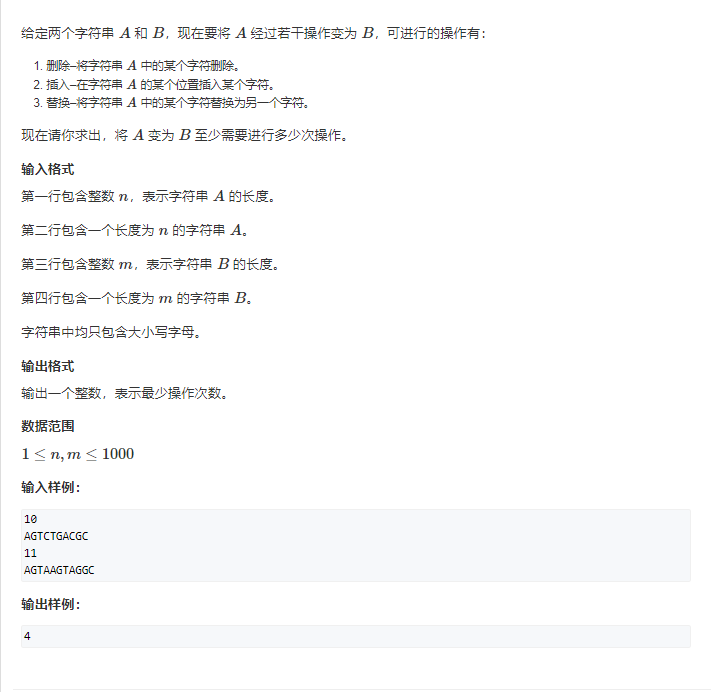 给定两个字符串 A 和 B，现在要将 A 经过若干操作变为 B，可进行的操作有：
1. 删除–将字符串 A 中的某个字符删除。
2. 插入–在字符串 A 的某个位置插入某个字符。
3. 替换–将字符串 A 中的某个字符替换为另一个字符。
现在请你求出，将 A 变为 B 至少需要进行多少次操作。
输入格式
第一行包含整数 n，表示字符串 A 的长度。
第二行包含一个长度为 n 的字符串 A。
第三行包含整数 m，表示字符串 B 的长度。
第四行包含一个长度为 m 的字符串 B。
字符串中均只包含大小写字母。
输出格式
输出一个整数，表示最少操作次数。
数据范围
1 ≤ n, m ≤ 1000
输入样例：
10
AGTCTGACGC
11
AGTAAGTAGGC
输出样例：
4